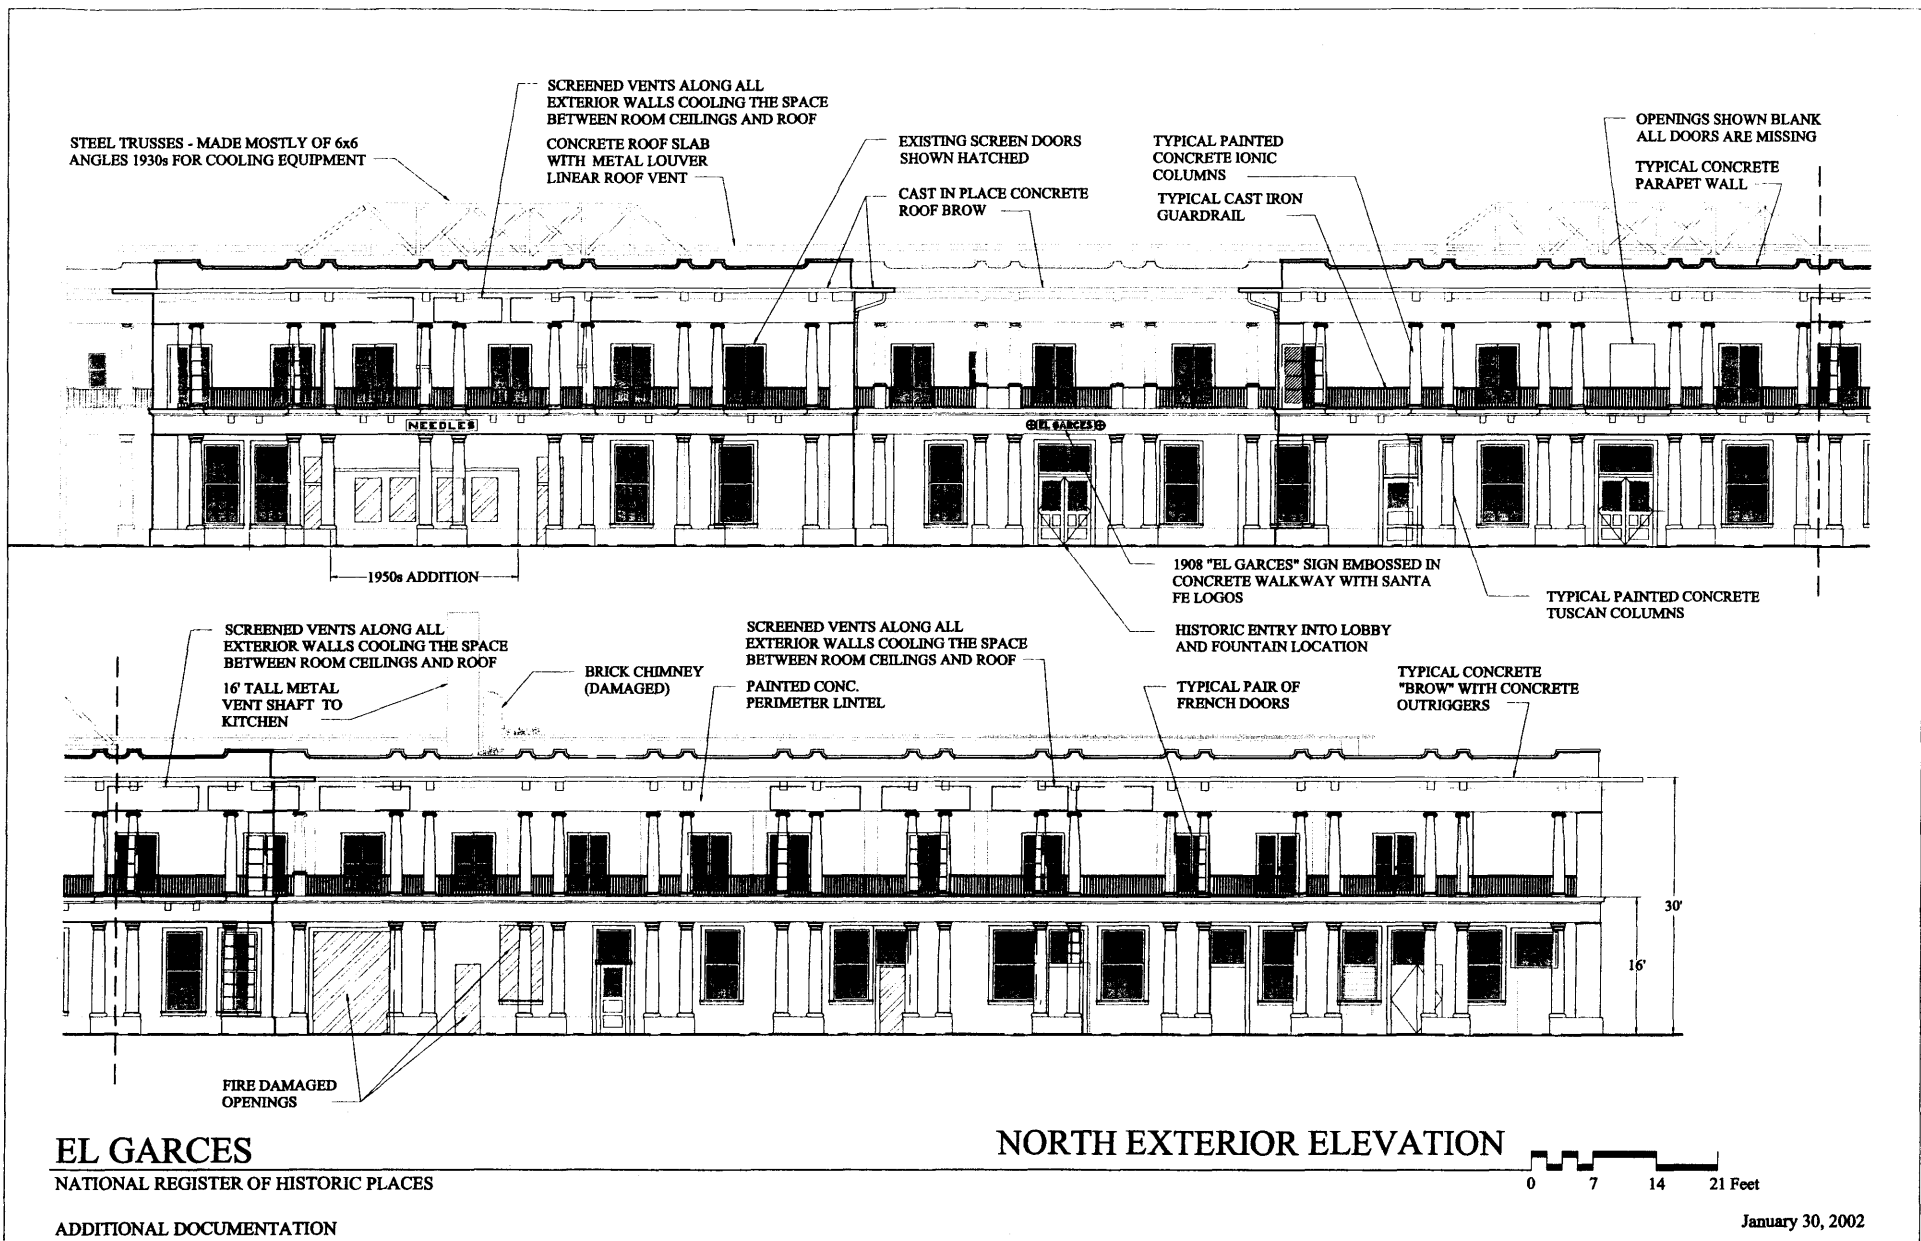 SCREENED VENTS ALONG ALL
EXTERIOR WALLS COOLING THE SPACE
BETWEEN ROOM CEILINGS AND ROOF
STEEL TRUSSES - MADE MOSTLY OF 6x6
ANGLES 1930s FOR COOLING EQUIPMENT
CONCRETE ROOF SLAB
WITH METAL LOUVER
LINEAR ROOF VENT
EXISTING SCREEN DOORS
SHOWN HATCHED
CAST IN PLACE CONCRETE
ROOF BROW
TYPICAL PAINTED
CONCRETE IONIC
COLUMNS
TYPICAL CAST IRON
GUARDRAIL
OPENINGS SHOWN BLANK
ALL DOORS ARE MISSING
TYPICAL CONCRETE
PARAPET WALL
NEEDLES
EL GARCES
1950s ADDITION
1908 "EL GARCES" SIGN EMBOSSED IN
CONCRETE WALKWAY WITH SANTA
FE LOGOS
HISTORIC ENTRY INTO LOBBY
AND FOUNTAIN LOCATION
TYPICAL PAINTED CONCRETE
TUSCAN COLUMNS
SCREENED VENTS ALONG ALL
EXTERIOR WALLS COOLING THE SPACE
BETWEEN ROOM CEILINGS AND ROOF
16' TALL METAL
VENT SHAFT TO
KITCHEN
BRICK CHIMNEY
(DAMAGED)
SCREENED VENTS ALONG ALL
EXTERIOR WALLS COOLING THE SPACE
BETWEEN ROOM CEILINGS AND ROOF
PAINTED CONC.
PERIMETER LINTEL
TYPICAL PAIR OF
FRENCH DOORS
TYPICAL CONCRETE
"BROW" WITH CONCRETE
OUTRIGGERS
30'
16'
FIRE DAMAGED
OPENINGS
EL GARCES
NATIONAL REGISTER OF HISTORIC PLACES
ADDITIONAL DOCUMENTATION
NORTH EXTERIOR ELEVATION
0 7 14 21 Feet
January 30, 2002